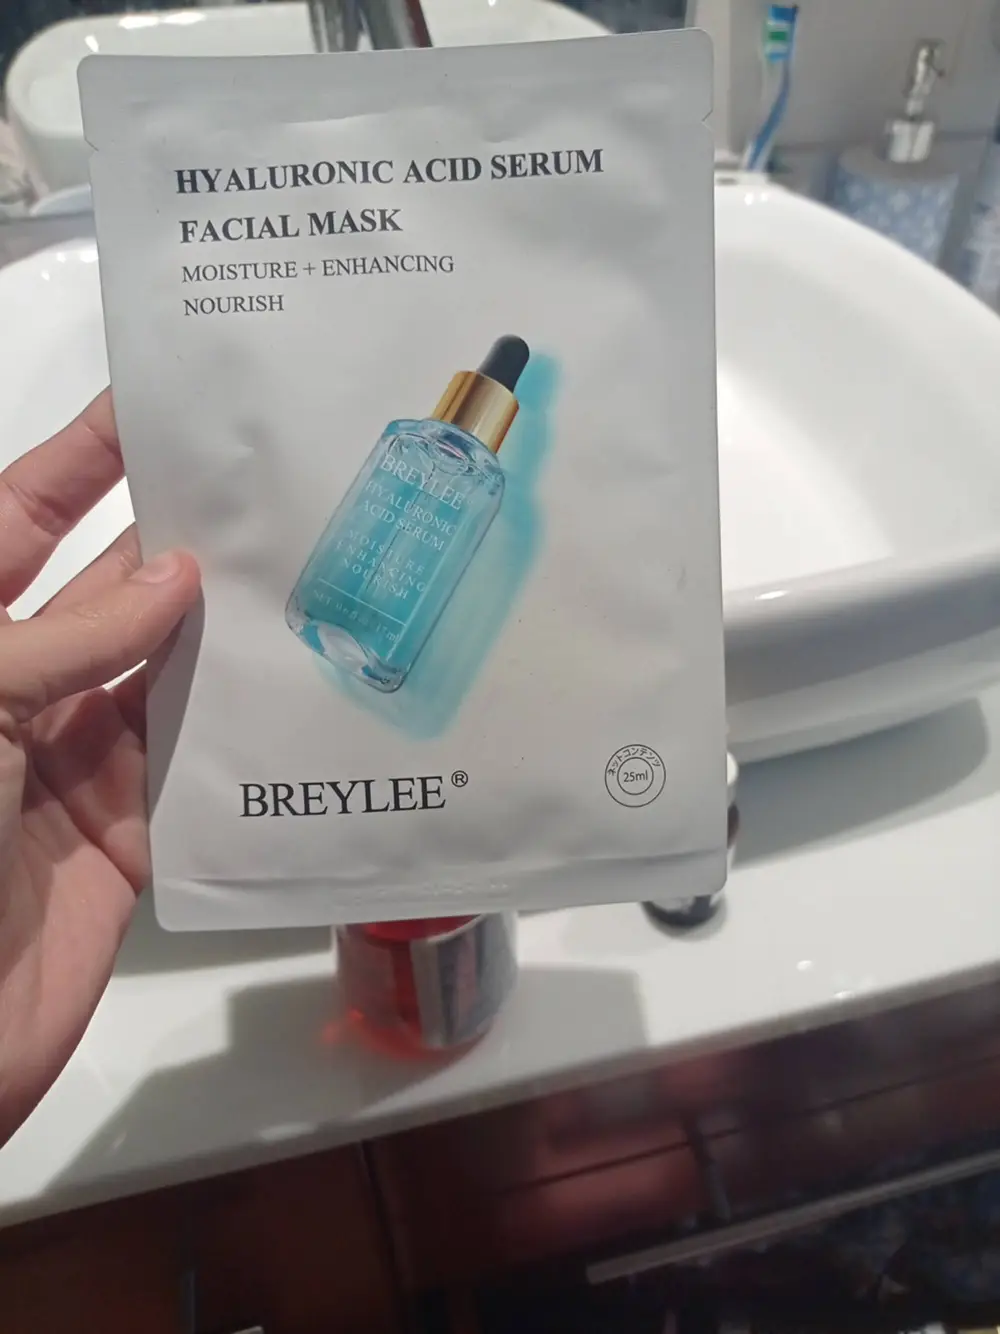 HYALURONIC ACID SERUM
FACIAL MASK
MOISTURE + ENHANCING
NOURISH
BREYLEE
HYALURONIC
ACID SERUM
MOISTURE
ENHANCING
NOURISH
BREYLEE®
ネットコンテンツ
25ml